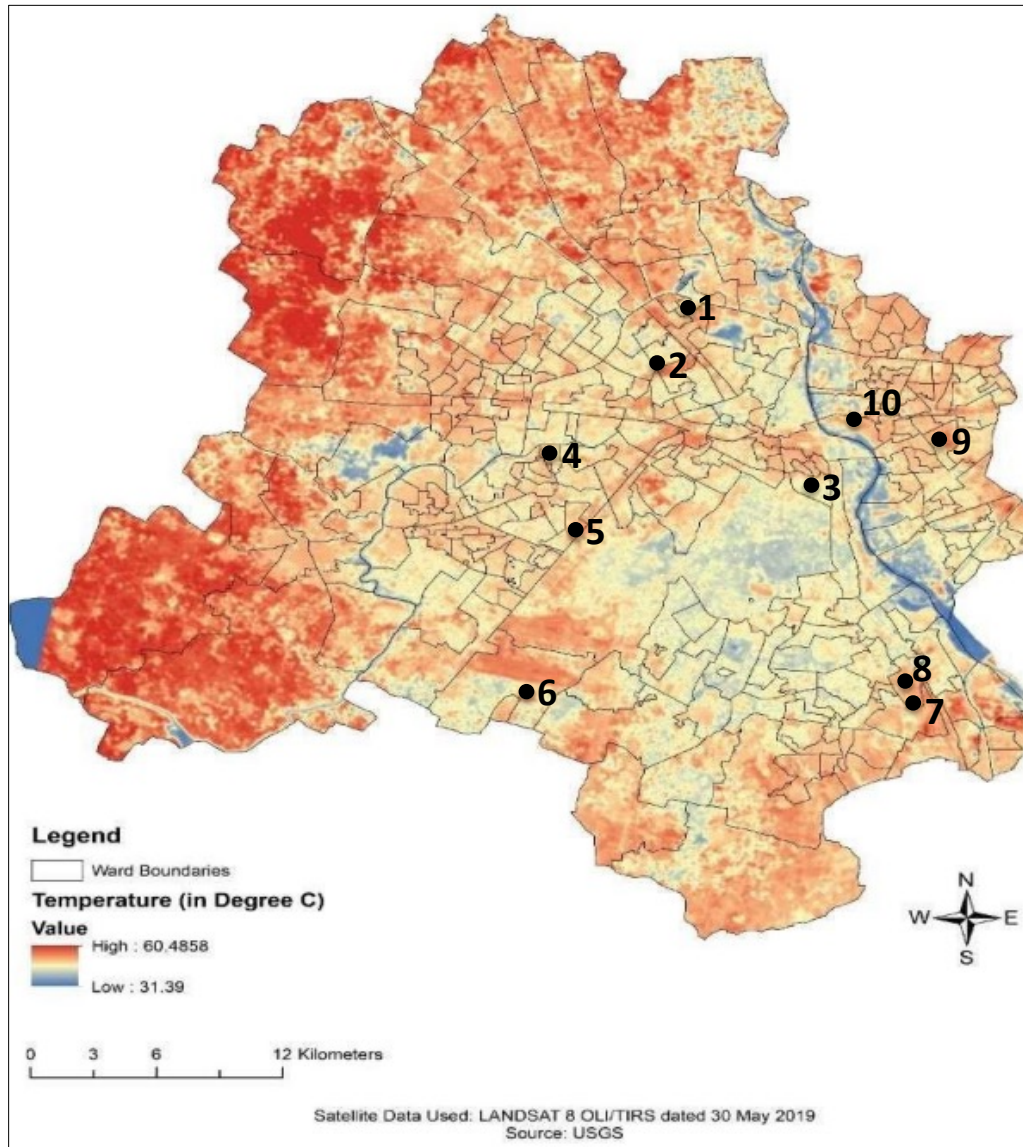 1
2
10
9
4
3
5
8
6
7
Legend
Ward Boundaries
Temperature (in Degree C)
Value
High : 60.4858
Low : 31.39
N
W E
S
0 3 6 12 Kilometers
Satellite Data Used: LANDSAT 8 OLI/TIRS dated 30 May 2019
Source: USGS